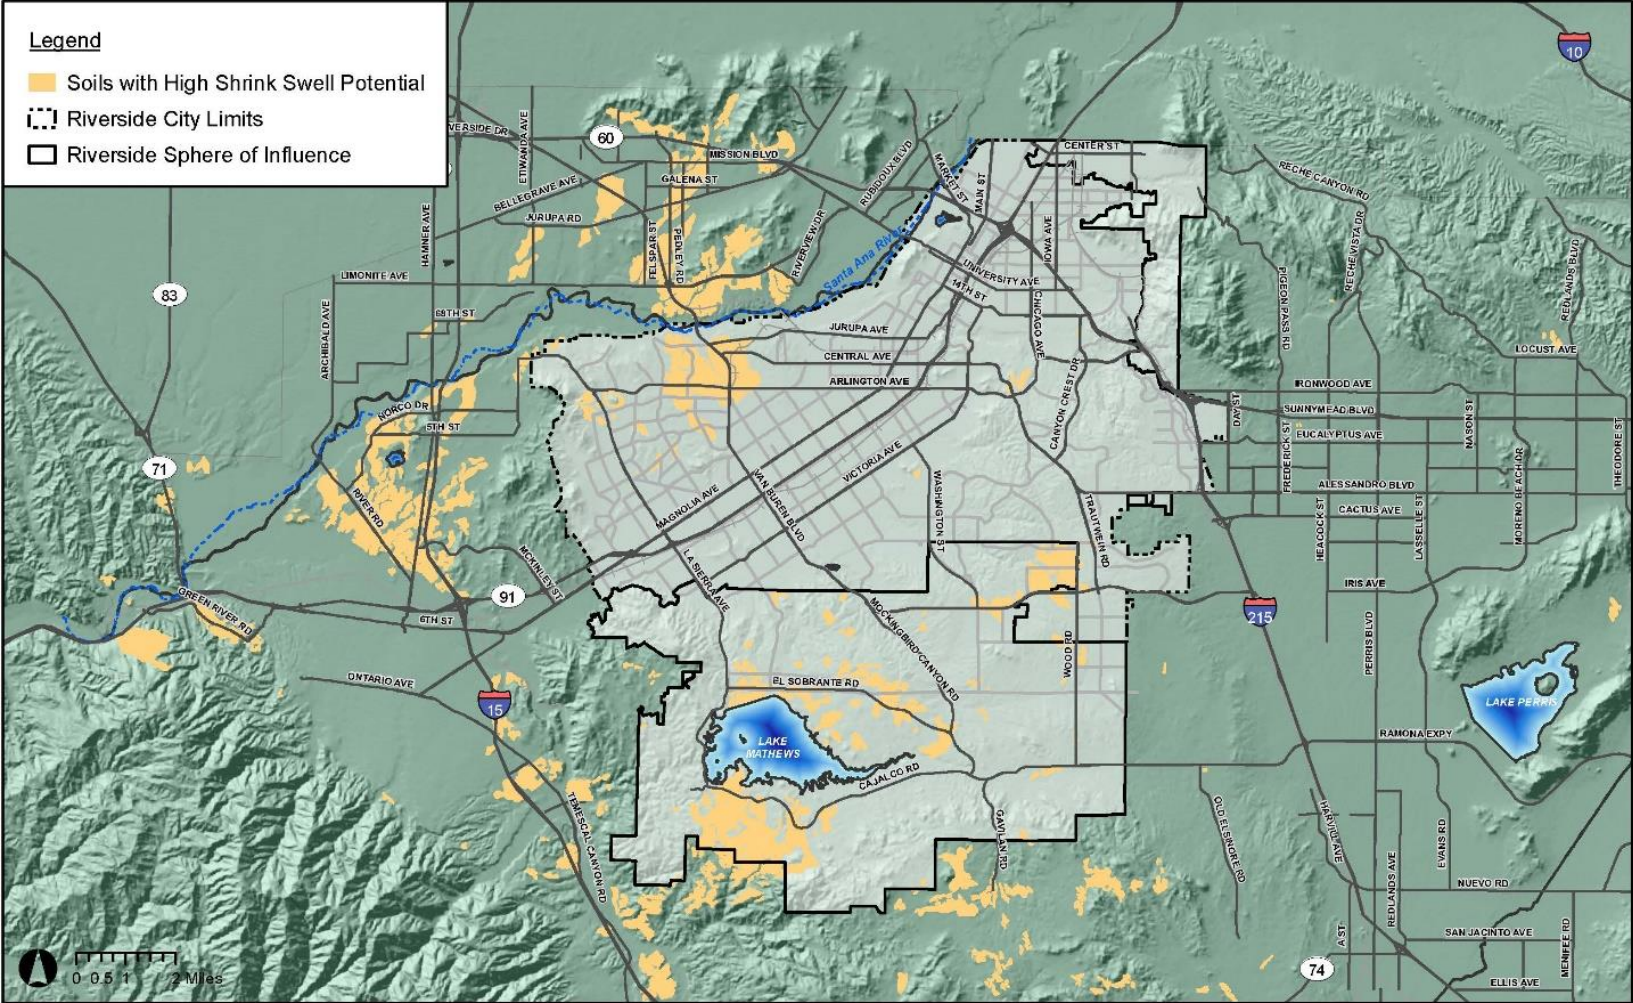 Legend
Soils with High Shrink Swell Potential
Riverside City Limits
Riverside Sphere of Influence
10
60
83
71
91
15
215
74
VERSIDE DR
ETIWANDA AVE
MISSION BLVD
GALENA ST
BELLEGRAVE AVE
JURUPA RD
HAMNER AVE
FELSPAR ST
PEDLEY RD
RIVERVIEW DR
RUBIDOUX BLVD
MARKET ST
MAIN ST
CENTER ST
IOWA AVE
RECHE CANYON RD
RECHE VISTA DR
REDLANDS BLVD
PIGEON PASS RD
LIMONITE AVE
ARCHIBALD AVE
68TH ST
Santa Ana River
UNIVERSITY AVE
14TH ST
CHICAGO AVE
JURUPA AVE
CENTRAL AVE
ARLINGTON AVE
CANYON CREST DR
LOCUST AVE
IRONWOOD AVE
SUNNYMEAD BLVD
EUCALYPTUS AVE
DAY ST
FREDERICK ST
NASON ST
THEODORE ST
MORENO BEACH DR
ALESSANDRO BLVD
CACTUS AVE
HEACOCK ST
LASSELLE ST
IRIS AVE
PERRIS BLVD
NORCO DR
5TH ST
RIVER RD
MCKINLEY ST
MAGNOLIA AVE
VAN BUREN BLVD
VICTORIA AVE
WASHINGTON ST
TRAUTWEIN RD
LA SIERRA AVE
MOCKINGBIRD CANYON RD
WOOD RD
GREEN RIVER RD
6TH ST
ONTARIO AVE
EL SOBRANTE RD
LAKE
MATHEWS
CAJALCO RD
LAKE PERRIS
RAMONA EXPY
TEMESCAL CANYON RD
GAVILAN RD
OLD ELSINORE RD
HARVILL AVE
EVANS RD
REDLANDS AVE
NUEVO RD
A ST
SAN JACINTO AVE
MENIFEE RD
ELLIS AVE
0 0.5 1 2 Miles